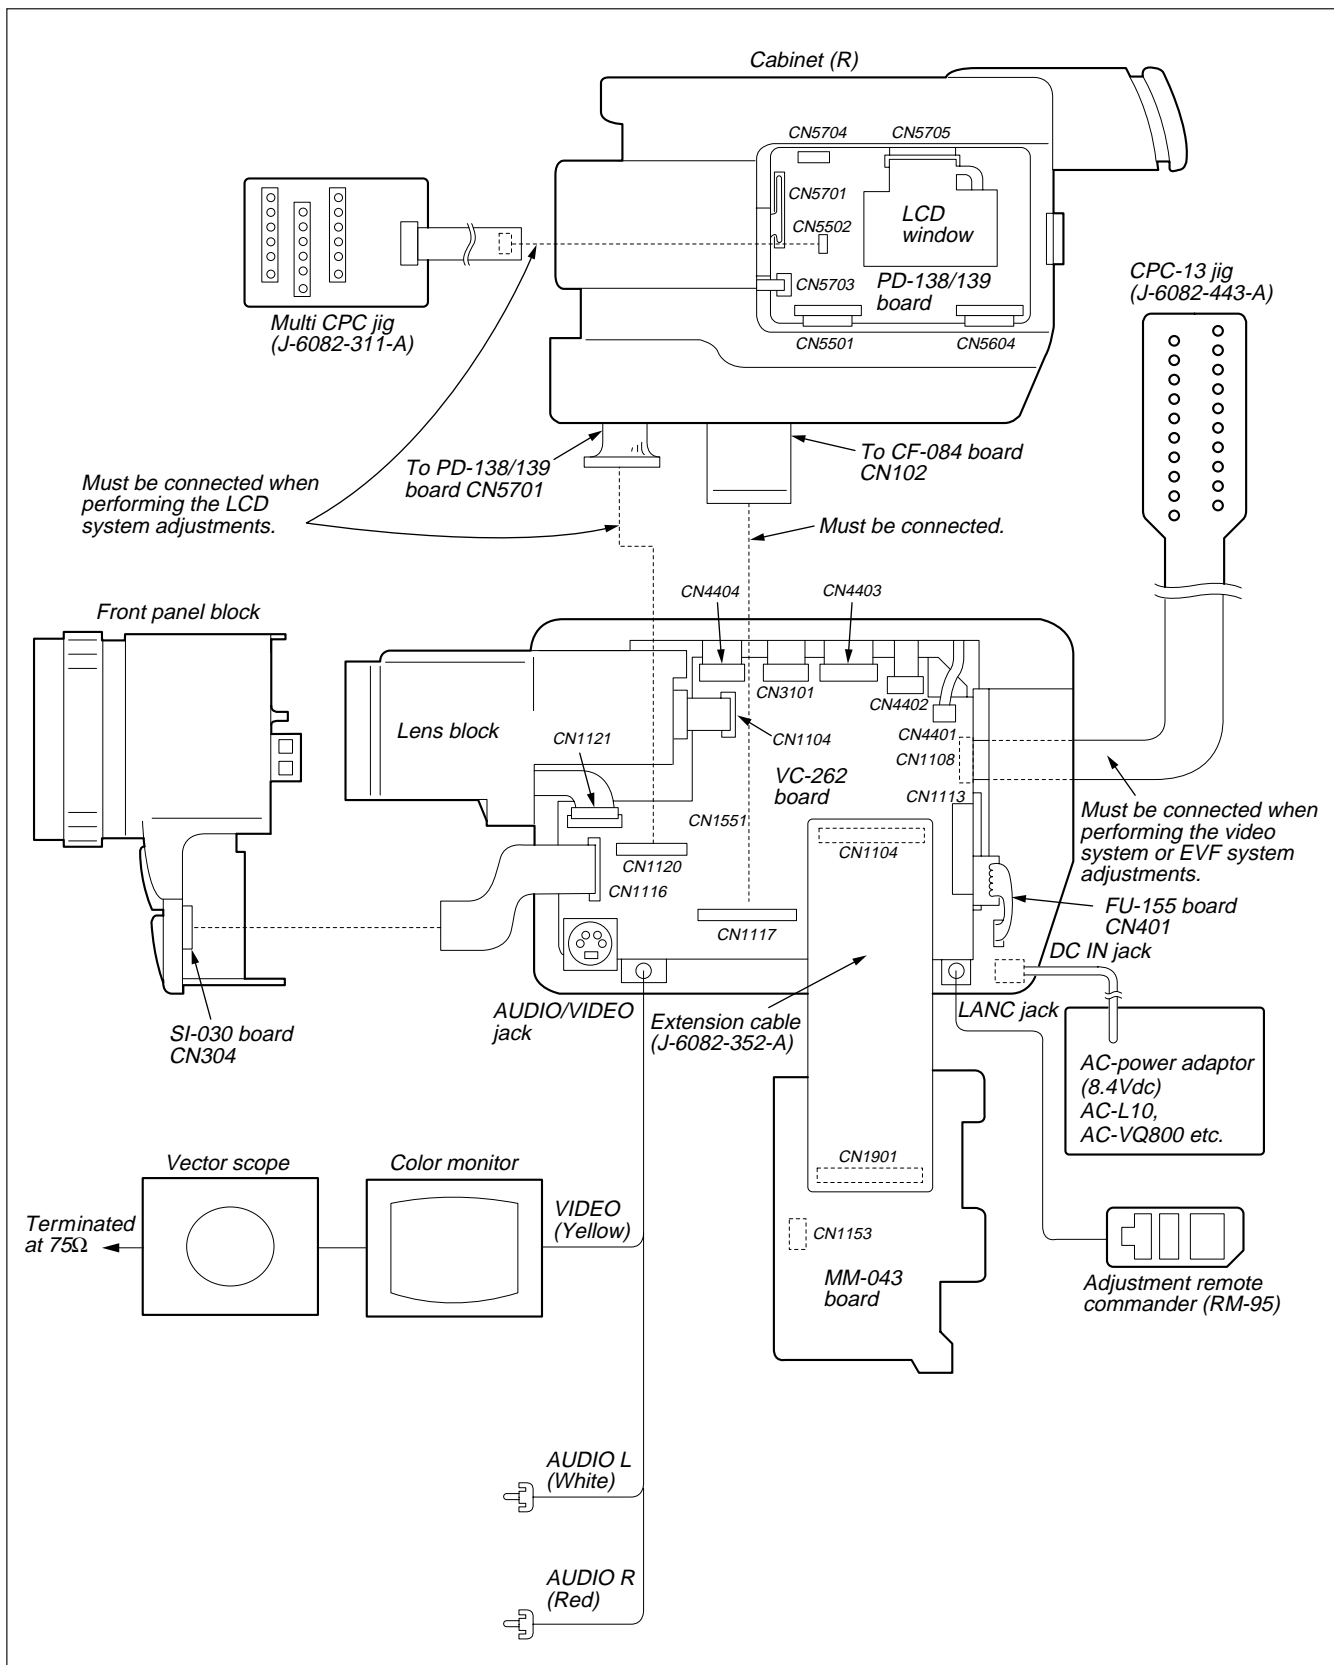 Cabinet (R)
CN5704
CN5705
CN5701
CN5502
LCD
window
CN5703
PD-138/139
board
CN5501
CN5604
Multi CPC jig
(J-6082-311-A)
CPC-13 jig
(J-6082-443-A)
To PD-138/139
board CN5701
To CF-084 board
CN102
Must be connected when
performing the LCD
system adjustments.
Must be connected.
Front panel block
CN4404
CN4403
CN3101
CN4402
CN4401
Lens block
CN1121
CN1104
CN1108
VC-262
board
CN1113
CN1551
Must be connected when
performing the video
system or EVF system
adjustments.
CN1120
CN1104
CN1116
CN1117
FU-155 board
CN401
DC IN jack
AUDIO/VIDEO
jack
Extension cable
(J-6082-352-A)
LANC jack
SI-030 board
CN304
AC-power adaptor
(8.4Vdc)
AC-L10,
AC-VQ800 etc.
Vector scope
Color monitor
CN1901
VIDEO
(Yellow)
Terminated
at 75Ω
CN1153
MM-043
board
Adjustment remote
commander (RM-95)
AUDIO L
(White)
AUDIO R
(Red)